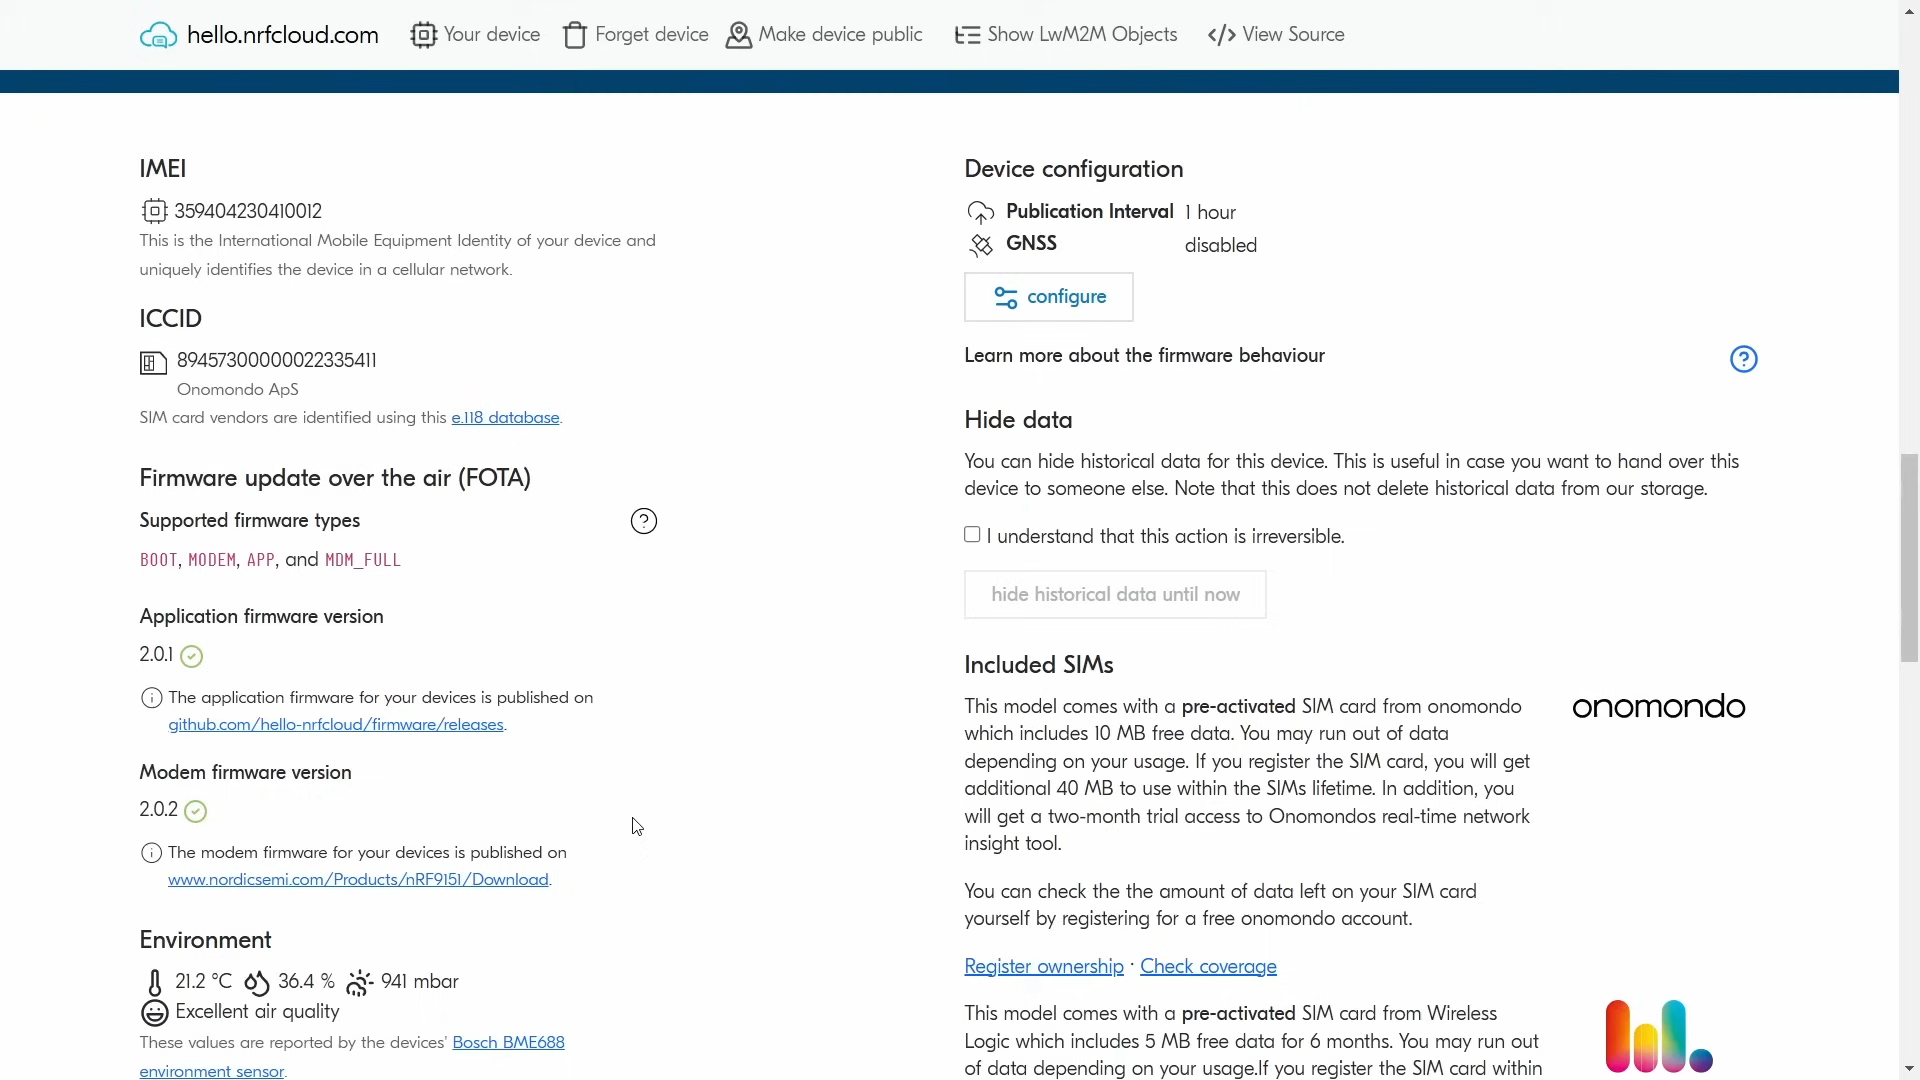 hello.nrfcloud.com Your device Forget device Make device public Show LwM2M Objects View Source
IMEI
359404230410012
This is the International Mobile Equipment Identity of your device and
uniquely identifies the device in a cellular network.
ICCID
89457300000022335411
Onomondo ApS
SIM card vendors are identified using this e.118 database.
Firmware update over the air (FOTA)
Supported firmware types
BOOT, MODEM, APP, and MDM_FULL
Application firmware version
2.0.1
The application firmware for your devices is published on
github.com/hello-nrfcloud/firmware/releases.
Modem firmware version
2.0.2
The modem firmware for your devices is published on
www.nordicsemi.com/Products/nRF9151/Download.
Environment
21.2 °C 36.4 % 941 mbar
Excellent air quality
These values are reported by the devices' Bosch BME688
environment sensor.
Device configuration
Publication Interval 1 hour
GNSS disabled
configure
Learn more about the firmware behaviour
Hide data
You can hide historical data for this device. This is useful in case you want to hand over this
device to someone else. Note that this does not delete historical data from our storage.
I understand that this action is irreversible.
hide historical data until now
Included SIMs
This model comes with a pre-activated SIM card from onomondo
which includes 10 MB free data. You may run out of data
depending on your usage. If you register the SIM card, you will get
additional 40 MB to use within the SIMs lifetime. In addition, you
will get a two-month trial access to Onomondos real-time network
insight tool.
onomondo
You can check the the amount of data left on your SIM card
yourself by registering for a free onomondo account.
Register ownership · Check coverage
This model comes with a pre-activated SIM card from Wireless
Logic which includes 5 MB free data for 6 months. You may run out
of data depending on your usage.If you register the SIM card within